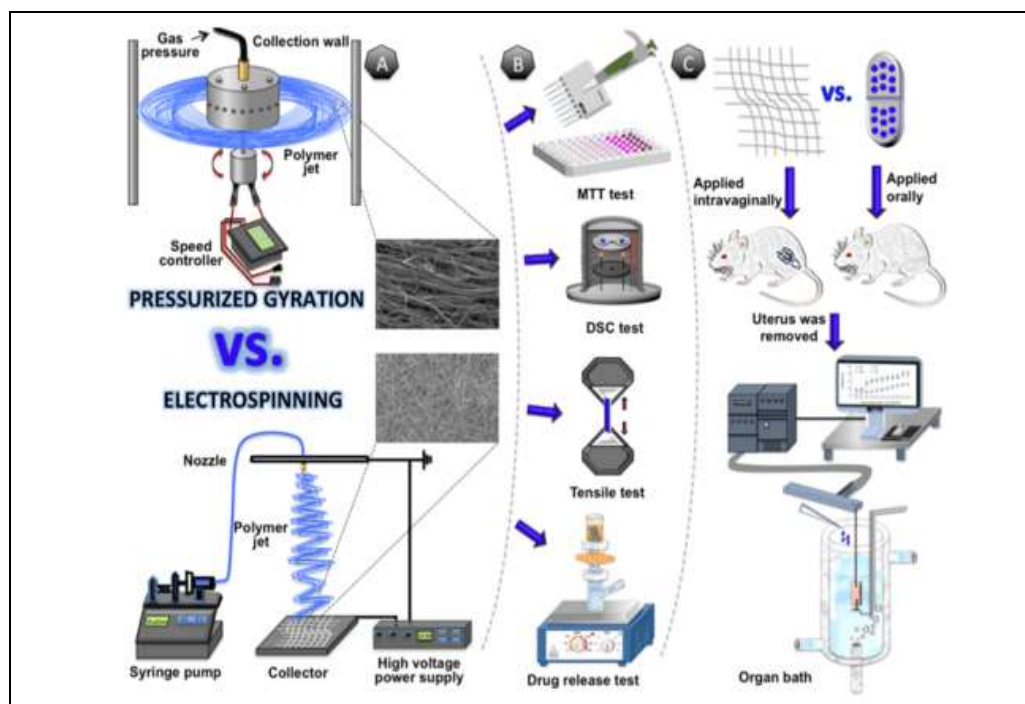 Gas
pressure
Collection wall
A
Polymer
jet
Speed
controller
PRESSURIZED GYRATION
VS.
ELECTROSPINNING
Nozzle
Polymer
jet
Syringe pump
Collector
High voltage
power supply
B
MTT test
DSC test
Tensile test
Drug release test
C
VS.
Applied
intravaginally
Applied
orally
Uterus was
removed
Organ bath